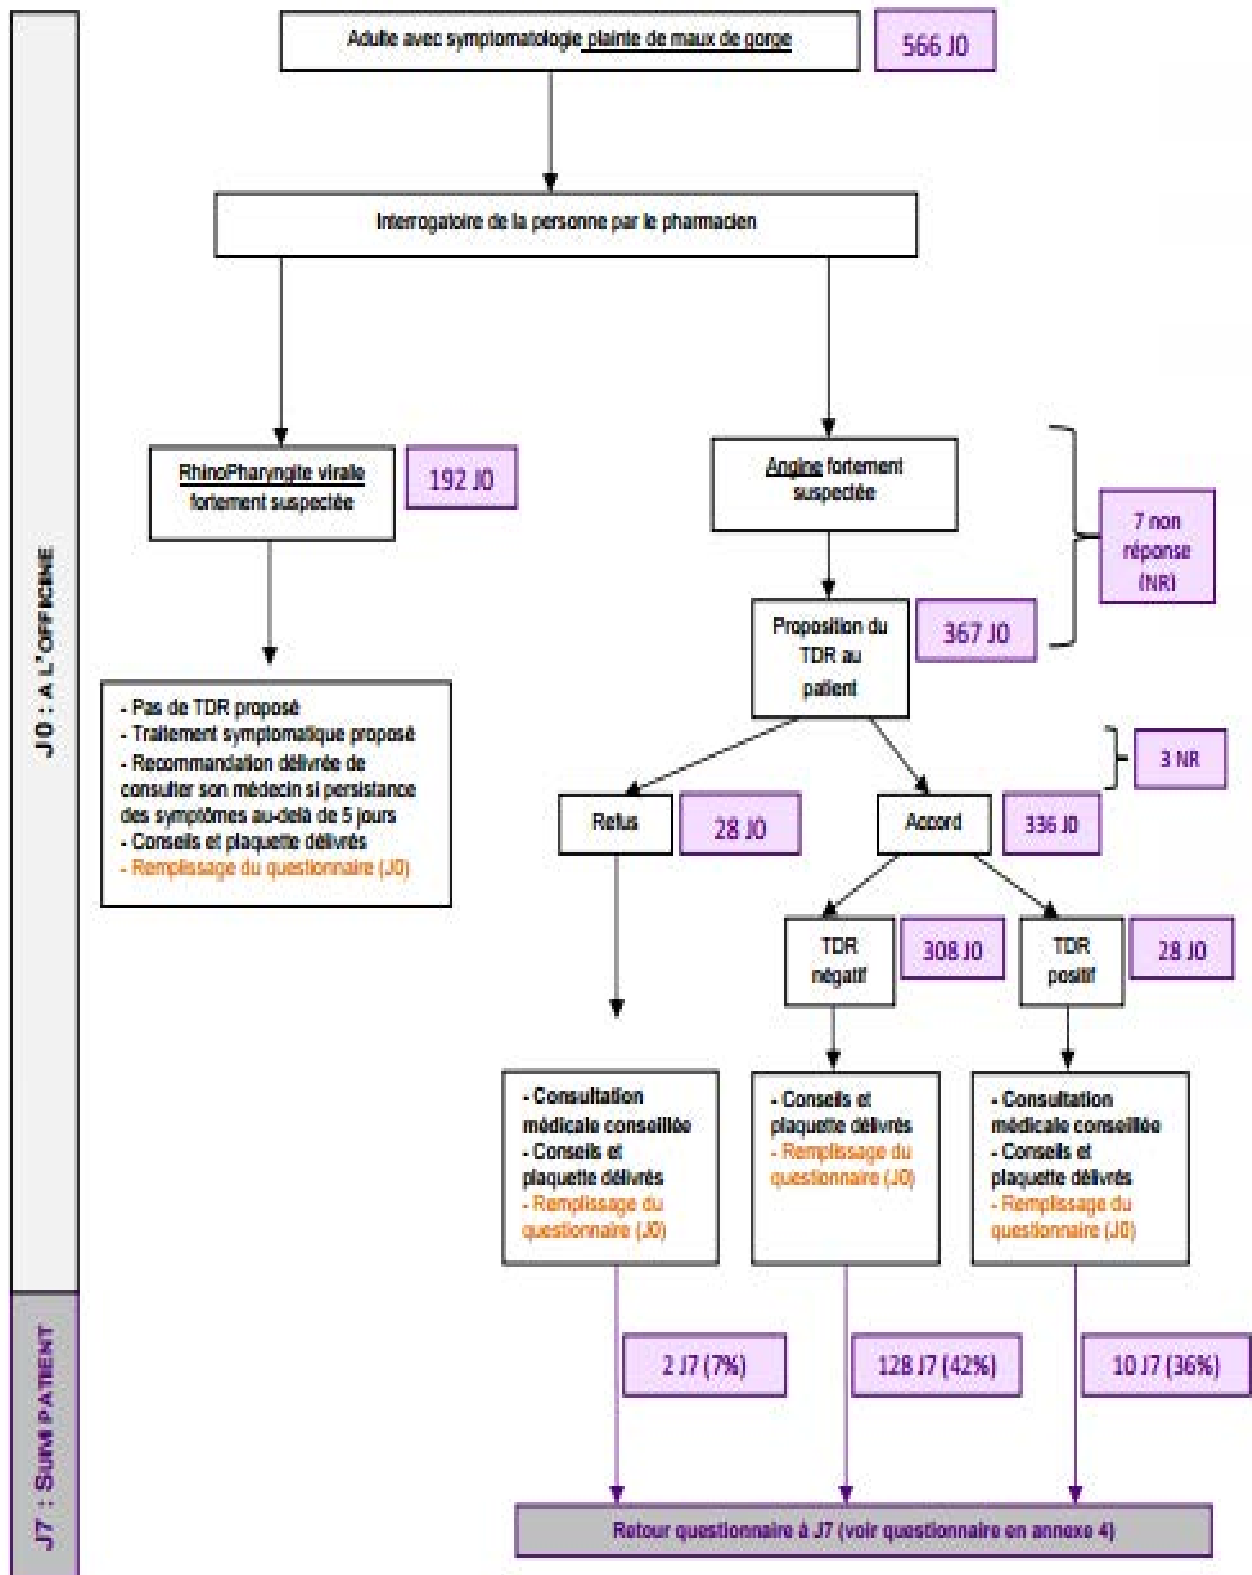 Adulte avec symptomatologie plainte de maux de gorge
566 J0
Interrogatoire de la personne par le pharmacien
J0 : A L'OFFICINE
RhinoPharyngite virale
fortement suspectée
192 J0
Angine fortement
suspectée
7 non
réponse
(NR)
Proposition du
TDR au
patient
367 J0
- Pas de TDR proposé
- Traitement symptomatique proposé
- Recommandation délivrée de
consulter son médecin si persistance
des symptômes au-delà de 5 jours
- Conseils et plaquette délivrés
- Remplissage du questionnaire (J0)
3 NR
Refus
28 J0
Accord
336 J0
TDR
négatif
308 J0
TDR
positif
28 J0
- Consultation
médicale conseillée
- Conseils et
plaquette délivrés
- Remplissage du
questionnaire (J0)
- Conseils et
plaquette délivrés
- Remplissage du
questionnaire (J0)
- Consultation
médicale conseillée
- Conseils et
plaquette délivrés
- Remplissage du
questionnaire (J0)
J7 : SUIVI PATIENT
2 J7 (7%)
128 J7 (42%)
10 J7 (36%)
Retour questionnaire à J7 (voir questionnaire en annexe 4)